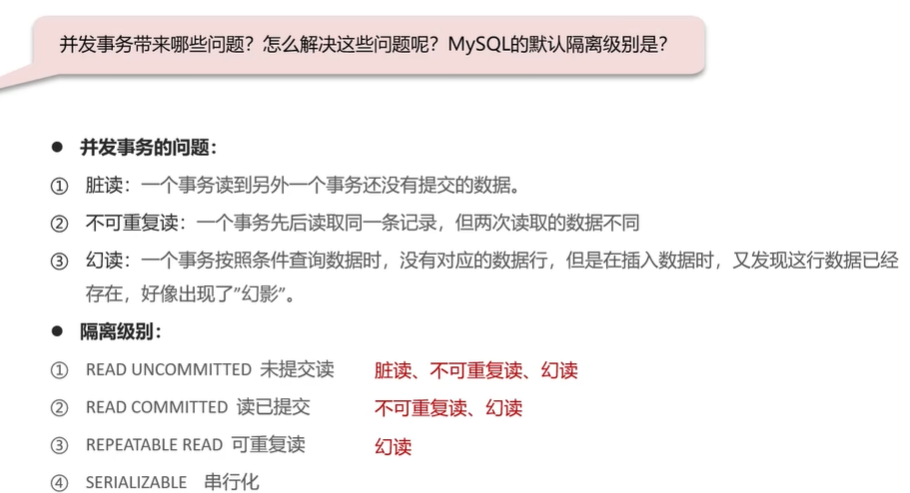 并发事务带来哪些问题？怎么解决这些问题呢？MySQL的默认隔离级别是？
● 并发事务的问题：
① 脏读：一个事务读到另外一个事务还没有提交的数据。
② 不可重复读：一个事务先后读取同一条记录，但两次读取的数据不同
③ 幻读：一个事务按照条件查询数据时，没有对应的数据行，但是在插入数据时，又发现这行数据已经
存在，好像出现了”幻影”。
● 隔离级别：
① READ UNCOMMITTED 未提交读 脏读、不可重复读、幻读
② READ COMMITTED 读已提交 不可重复读、幻读
③ REPEATABLE READ 可重复读 幻读
④ SERIALIZABLE 串行化